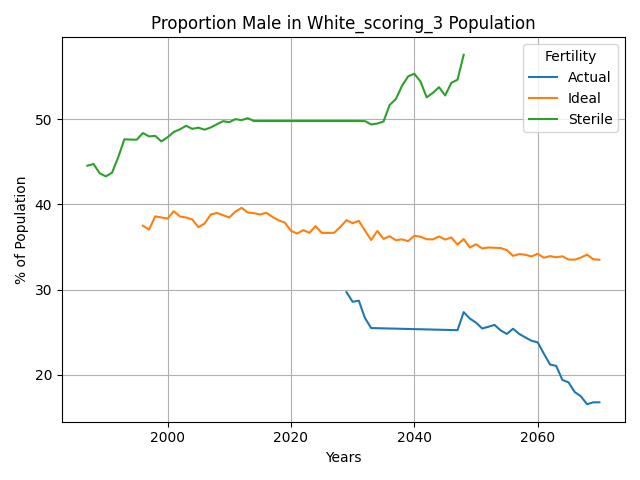 Proportion Male in White_scoring_3 Population
Fertility
Actual
Ideal
Sterile
% of Population
50
40
30
20
2000
2020
2040
2060
Years